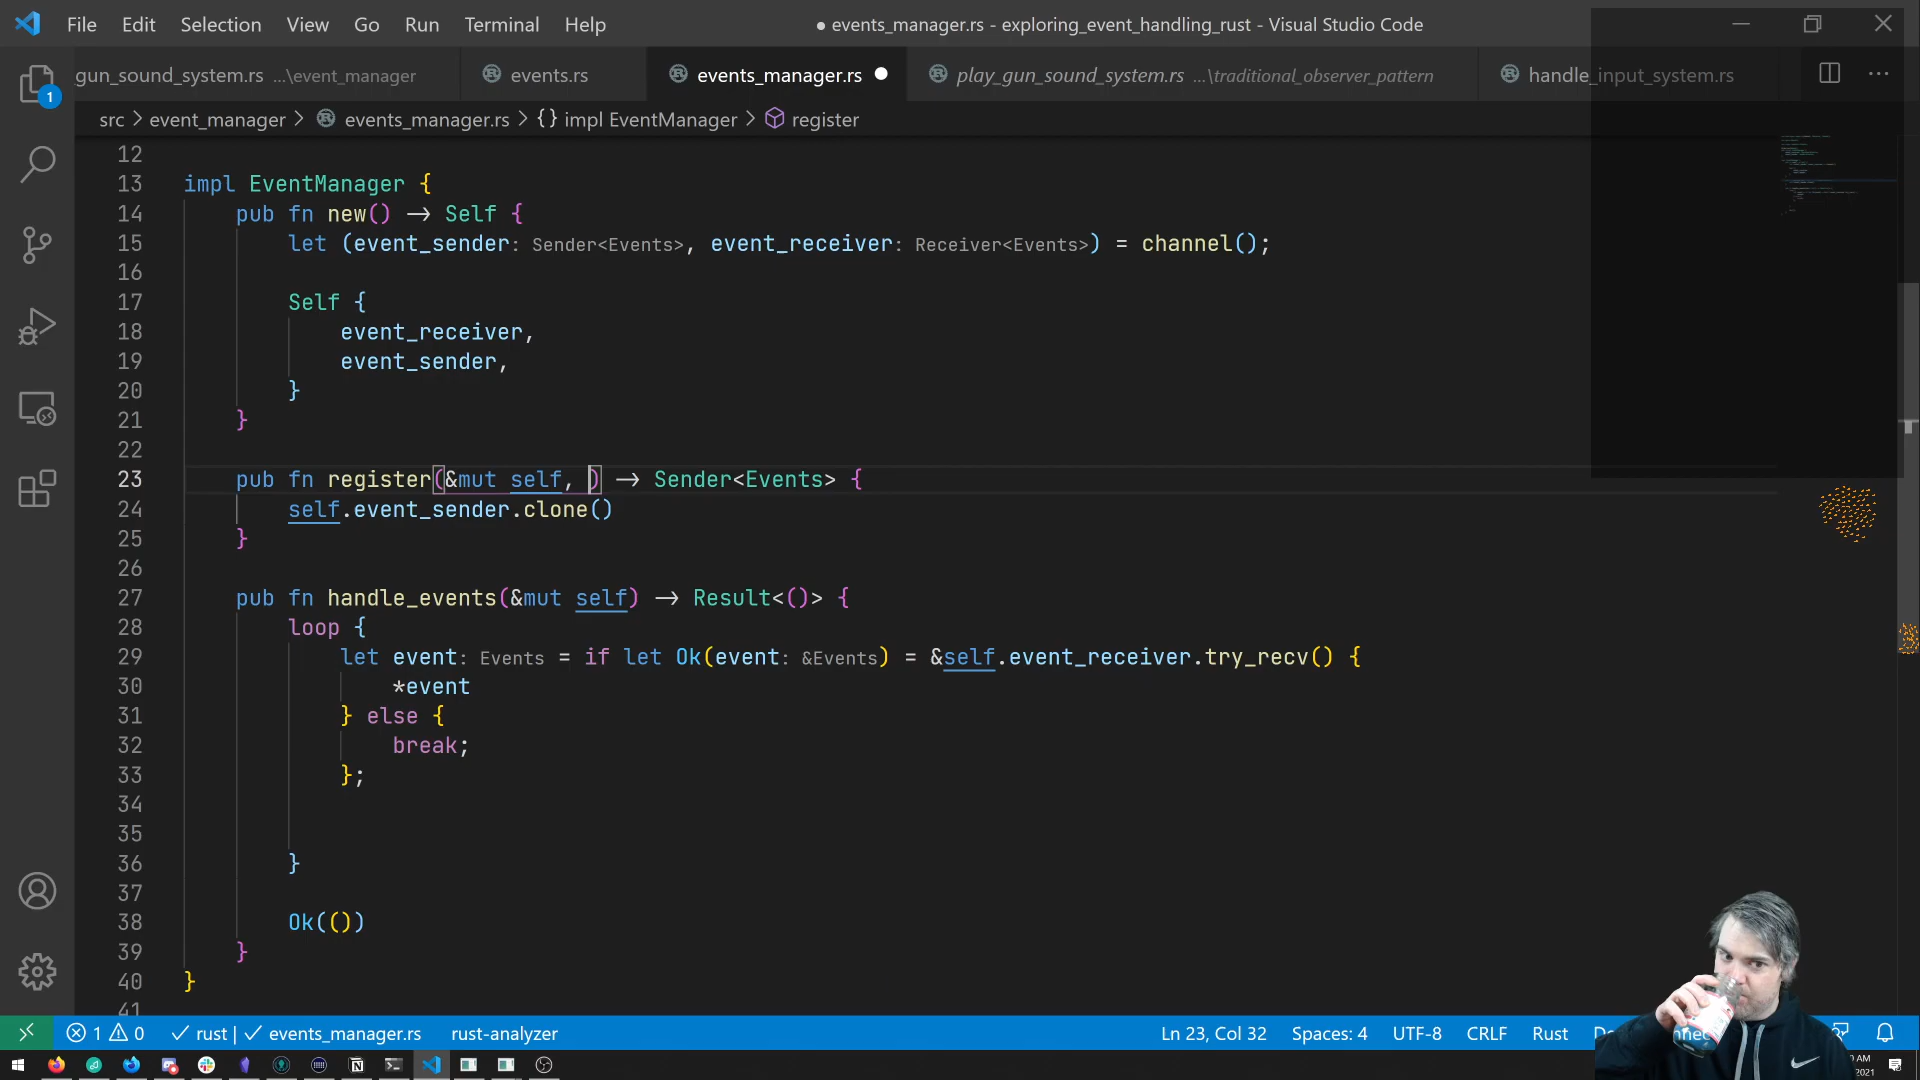 File Edit Selection View Go Run Terminal Help
● events_manager.rs - exploring_event_handling_rust - Visual Studio Code
gun_sound_system.rs ...\event_manager events.rs events_manager.rs play_gun_sound_system.rs ...\traditional_observer_pattern handle_input_system.rs
1
src > event_manager > events_manager.rs > {} impl EventManager > register
12
13 impl EventManager {
14 pub fn new() -> Self {
15 let (event_sender: Sender<Events>, event_receiver: Receiver<Events>) = channel();
16
17 Self {
18 event_receiver,
19 event_sender,
20 }
21 }
22
23 pub fn register(&mut self, ) -> Sender<Events> {
24 self.event_sender.clone()
25 }
26
27 pub fn handle_events(&mut self) -> Result<()> {
28 loop {
29 let event: Events = if let Ok(event: &Events) = &self.event_receiver.try_recv() {
30 *event
31 } else {
32 break;
33 };
34
35
36 }
37
38 Ok(())
39 }
40 }
41
1 0 rust | events_manager.rs rust-analyzer Ln 23, Col 32 Spaces: 4 UTF-8 CRLF Rust
AM
2021